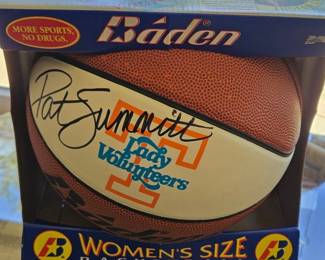 MORE SPORTS,
NO DRUGS.
Baden
Pat Summitt
T
Lady
Volunteers
WOMEN'S SIZE